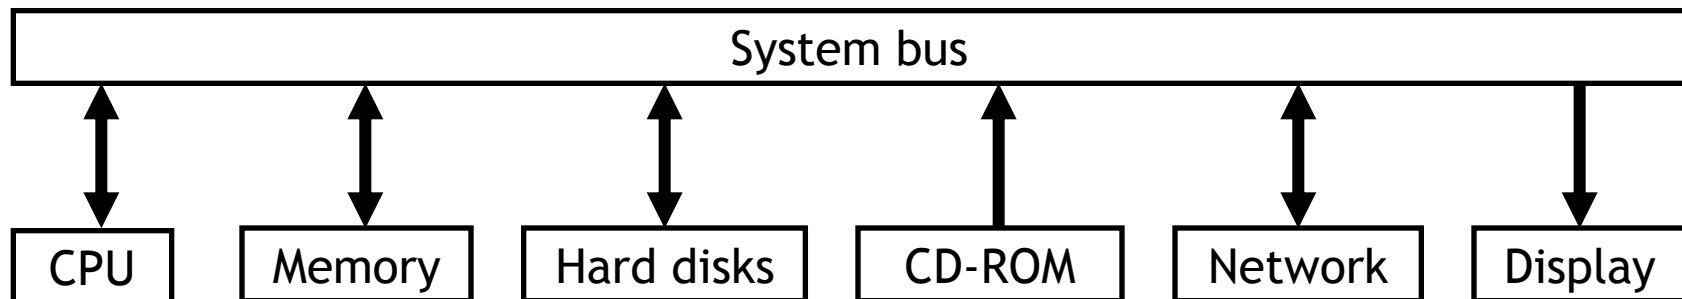 System bus
CPU
Memory
Hard disks
CD-ROM
Network
Display